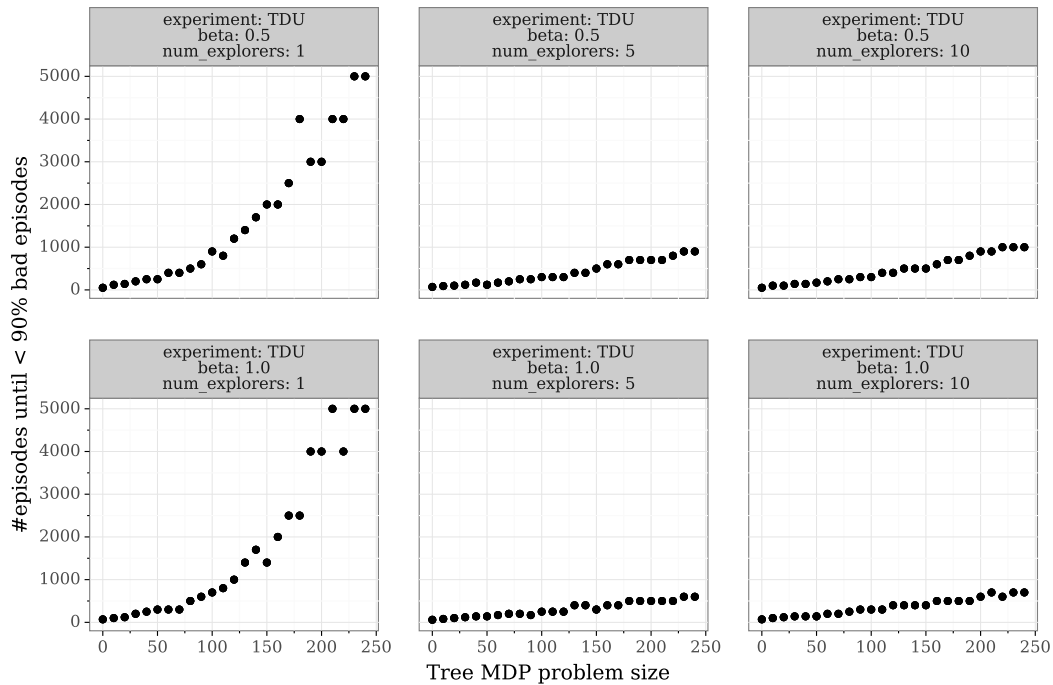 experiment: TDU
beta: 0.5
num_explorers: 1
experiment: TDU
beta: 0.5
num_explorers: 5
experiment: TDU
beta: 0.5
num_explorers: 10
5000
4000
3000
2000
1000
0
#episodes until < 90% bad episodes
experiment: TDU
beta: 1.0
num_explorers: 1
experiment: TDU
beta: 1.0
num_explorers: 5
experiment: TDU
beta: 1.0
num_explorers: 10
5000
4000
3000
2000
1000
0
0 50 100 150 200 250
0 50 100 150 200 250
0 50 100 150 200 250
Tree MDP problem size